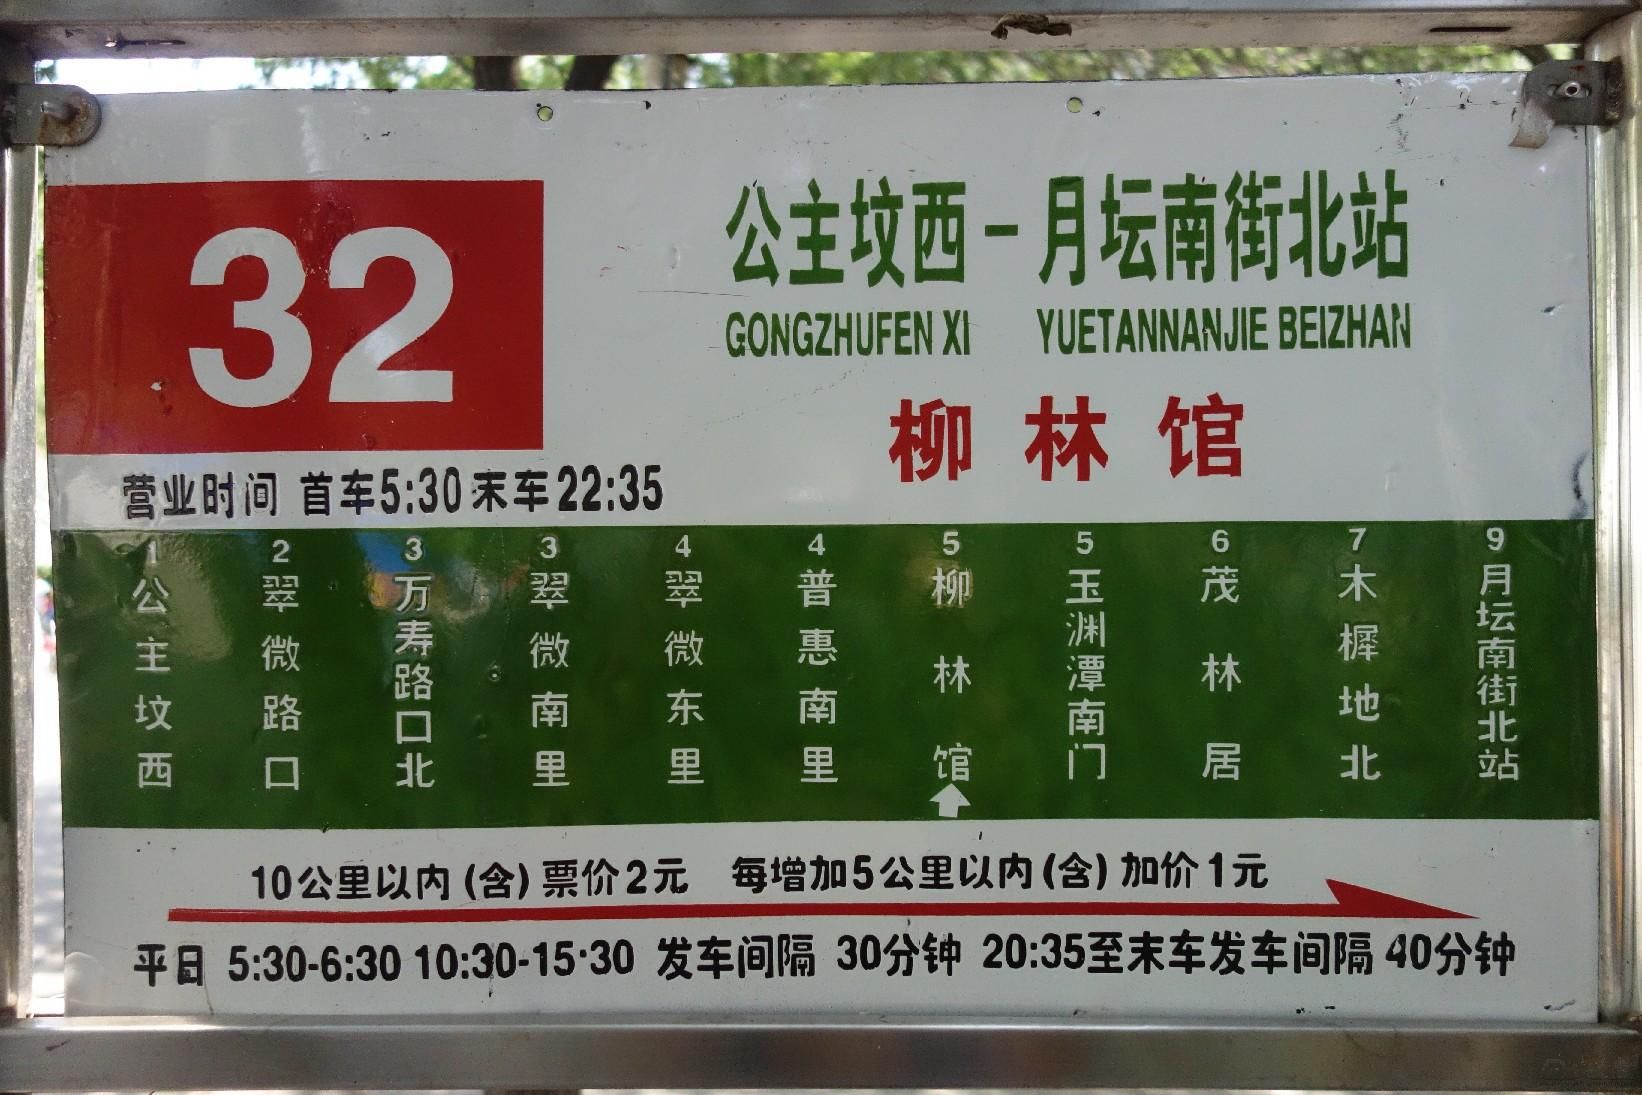 32
公主坟西－月坛南街北站
GONGZHUFEN XI YUETANNANJIE BEIZHAN
柳林馆
营业时间 首车5:30 末车22:35
1 公主坟西
2 翠微路口
3 万寿路口北
3 翠微南里
4 翠微东里
4 普惠南里
5 柳林馆
5 玉渊潭南门
6 茂林居
7 木樨地北
9 月坛南街北站
10公里以内(含)票价2元 每增加5公里以内(含)加价1元
平日 5:30-6:30 10:30-15:30 发车间隔 30分钟 20:35至末车发车间隔 40分钟